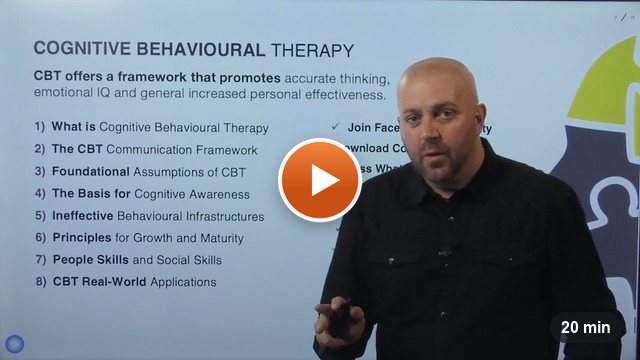 COGNITIVE BEHAVIOURAL THERAPY
CBT offers a framework that promotes accurate thinking,
emotional IQ and general increased personal effectiveness.
1) What is Cognitive Behavioural Therapy
2) The CBT Communication Framework
3) Foundational Assumptions of CBT
4) The Basis for Cognitive Awareness
5) Ineffective Behavioural Infrastructures
6) Principles for Growth and Maturity
7) People Skills and Social Skills
8) CBT Real-World Applications
✓ Join
20 min